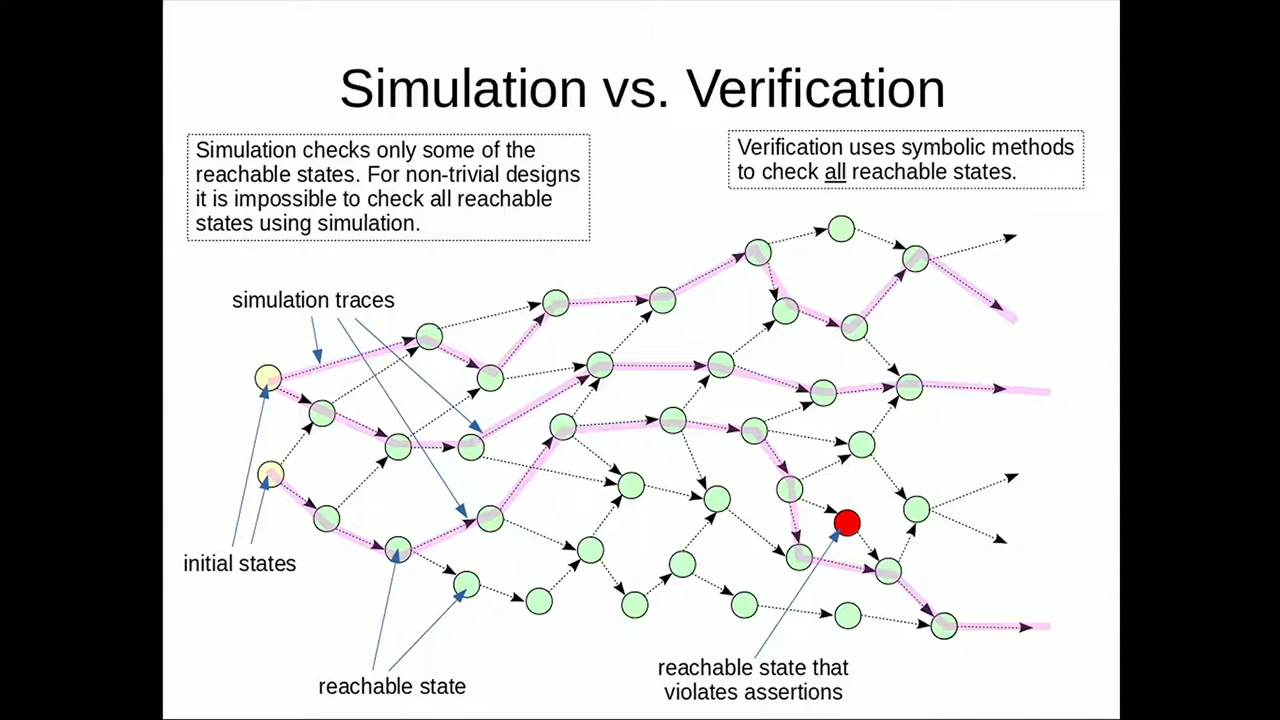 Simulation vs. Verification
Simulation checks only some of the
reachable states. For non-trivial designs
it is impossible to check all reachable
states using simulation.
Verification uses symbolic methods
to check all reachable states.
simulation traces
initial states
reachable state
reachable state that
violates assertions